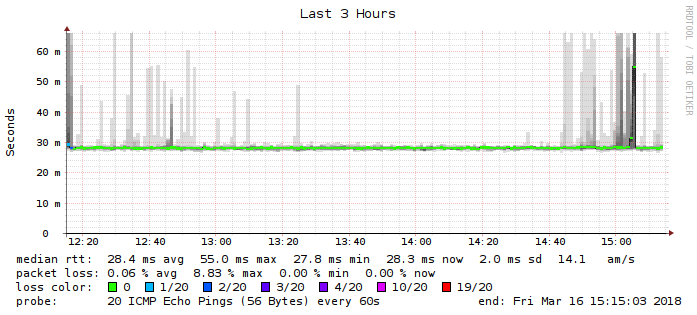 Last 3 Hours
RRDTOOL / TOBI OETIKER
Seconds
60 m
50 m
40 m
30 m
20 m
10 m
0
12:20 12:40 13:00 13:20 13:40 14:00 14:20 14:40 15:00
median rtt: 28.4 ms avg 55.0 ms max 27.8 ms min 28.3 ms now 2.0 ms sd 14.1 am/s
packet loss: 0.06 % avg 8.83 % max 0.00 % min 0.00 % now
loss color: 0 1/20 2/20 3/20 4/20 10/20 19/20
probe: 20 ICMP Echo Pings (56 Bytes) every 60s end: Fri Mar 16 15:15:03 2018